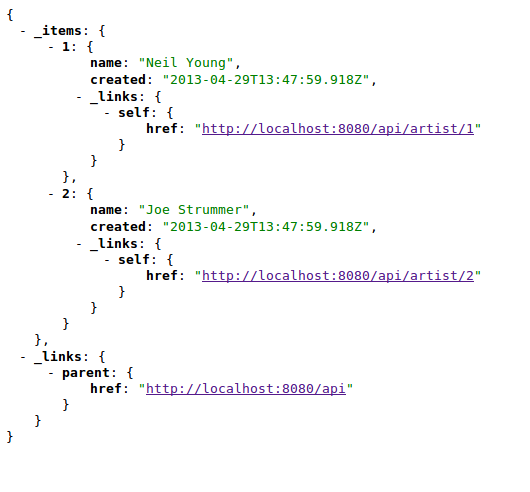 {
- _items: {
- 1: {
name: "Neil Young",
created: "2013-04-29T13:47:59.918Z",
- _links: {
- self: {
href: "http://localhost:8080/api/artist/1"
}
}
},
- 2: {
name: "Joe Strummer",
created: "2013-04-29T13:47:59.918Z",
- _links: {
- self: {
href: "http://localhost:8080/api/artist/2"
}
}
}
},
- _links: {
- parent: {
href: "http://localhost:8080/api"
}
}
}